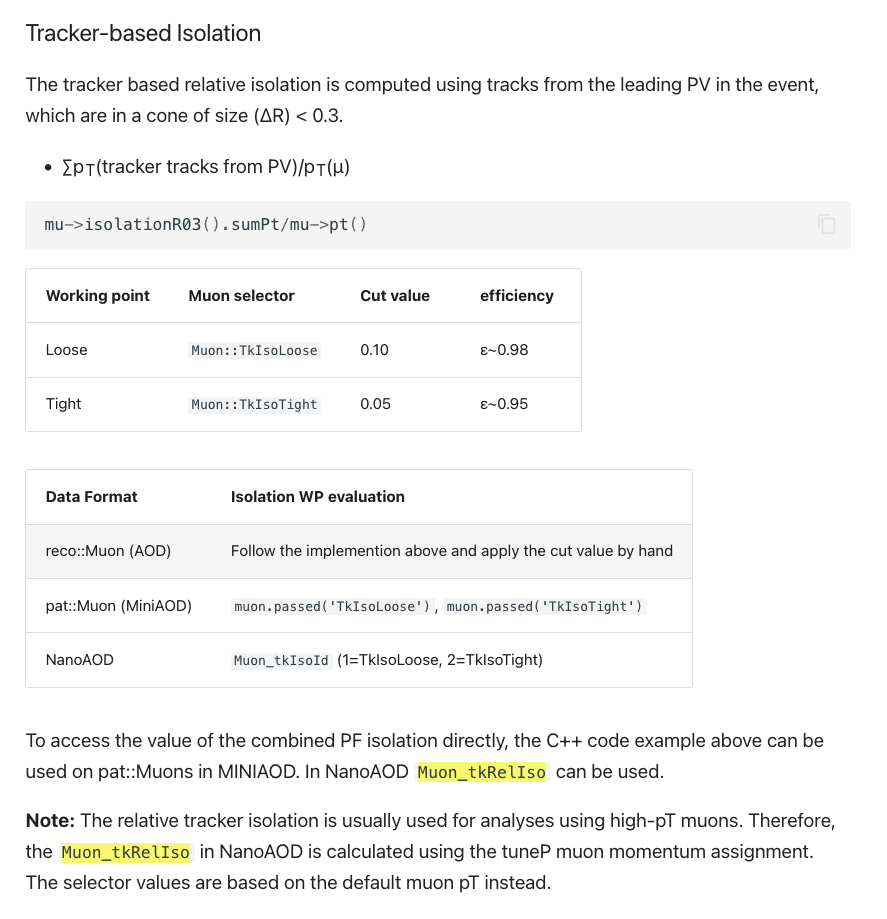 Tracker-based Isolation
The tracker based relative isolation is computed using tracks from the leading PV in the event,
which are in a cone of size (ΔR) < 0.3.
• ∑pT(tracker tracks from PV)/pT(μ)
mu->isolationR03().sumPt/mu->pt()
Working point Muon selector Cut value efficiency
Loose Muon::TkIsoLoose 0.10 ε~0.98
Tight Muon::TkIsoTight 0.05 ε~0.95
Data Format Isolation WP evaluation
reco::Muon (AOD) Follow the implemention above and apply the cut value by hand
pat::Muon (MiniAOD) muon.passed('TkIsoLoose'), muon.passed('TkIsoTight')
NanoAOD Muon_tkIsoId (1=TkIsoLoose, 2=TkIsoTight)
To access the value of the combined PF isolation directly, the C++ code example above can be
used on pat::Muons in MINIAOD. In NanoAOD Muon_tkRelIso can be used.
Note: The relative tracker isolation is usually used for analyses using high-pT muons. Therefore,
the Muon_tkRelIso in NanoAOD is calculated using the tuneP muon momentum assignment.
The selector values are based on the default muon pT instead.